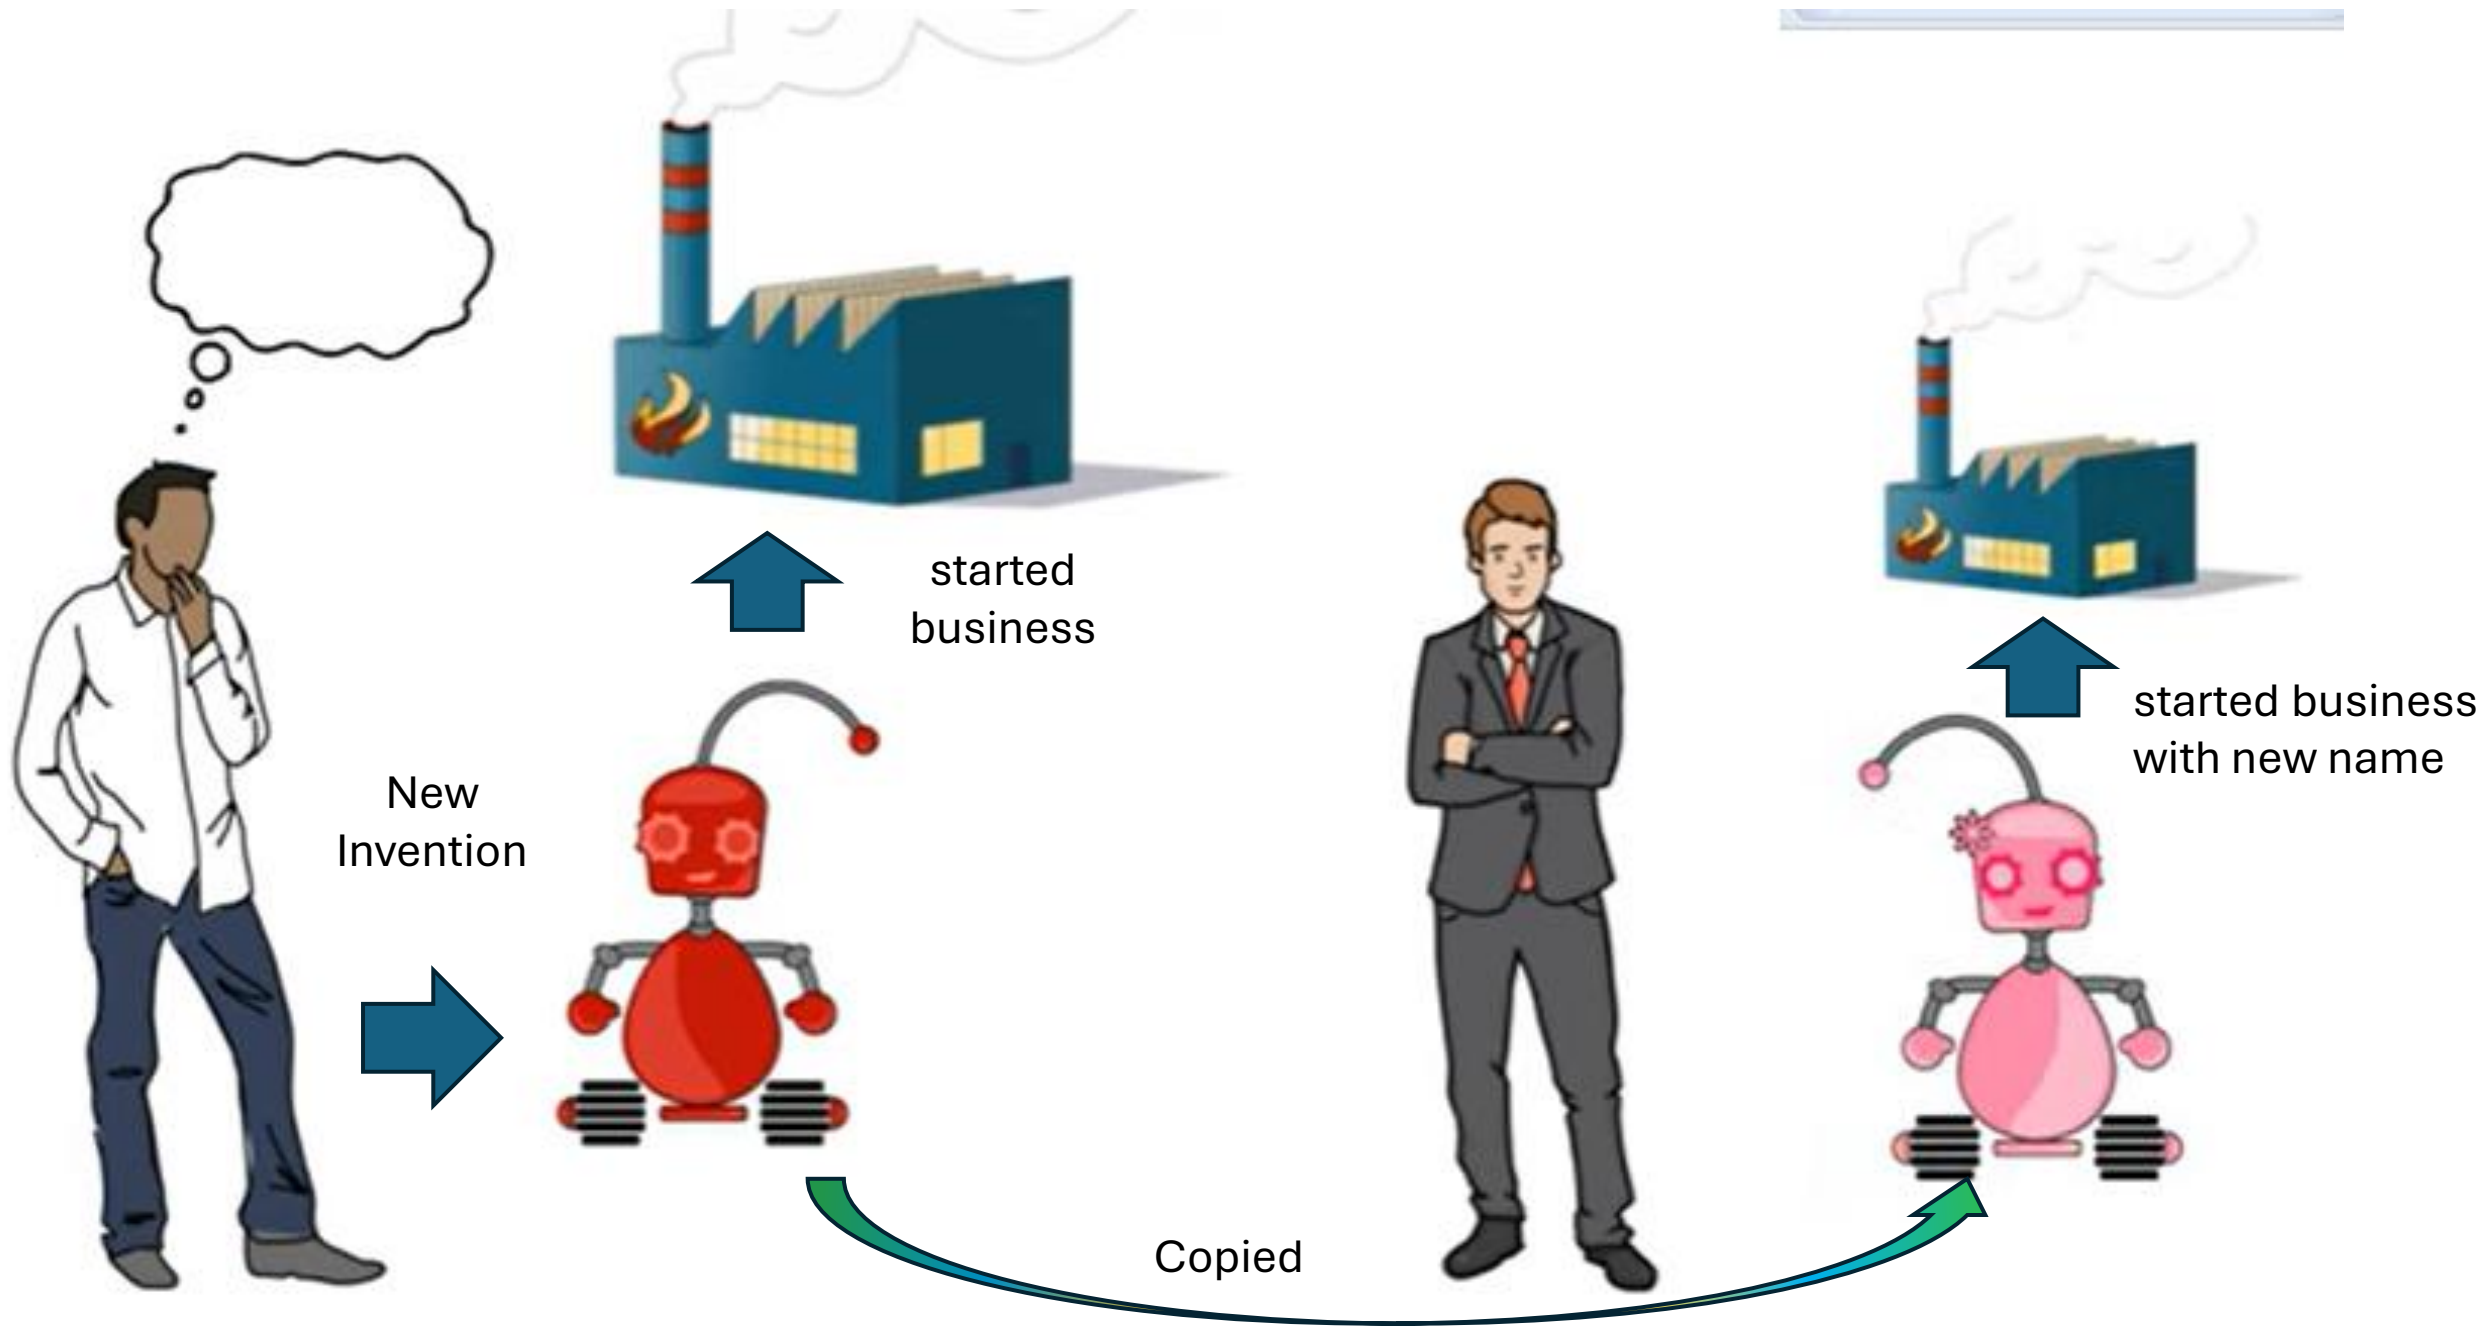 started
business
New
Invention
started business
with new name
Copied